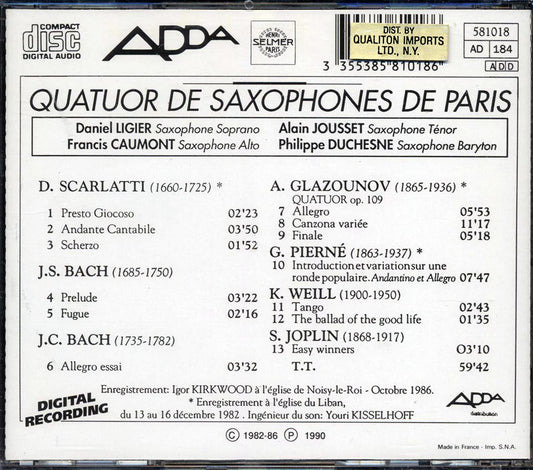 COMPACT
disc
DIGITAL AUDIO
ADDA
HENRI
SELMER
PARIS
DIST. BY
QUALITON IMPORTS
LTD., N.Y.
3 355385 810186
581018
AD 184
A D D
QUATUOR DE SAXOPHONES DE PARIS
Daniel LIGIER Saxophone Soprano
Francis CAUMONT Saxophone Alto
Alain JOUSSET Saxophone Ténor
Philippe DUCHESNE Saxophone Baryton
D. SCARLATTI (1660-1725) *
1 Presto Giocoso 02'23
2 Andante Cantabile 03'50
3 Scherzo 01'52
J.S. BACH (1685-1750)
4 Prelude 03'22
5 Fugue 02'16
J.C. BACH (1735-1782)
6 Allegro essai 03'32
A. GLAZOUNOV (1865-1936) *
QUATUOR op. 109
7 Allegro 05'53
8 Canzona variée 11'17
9 Finale 05'18
G. PIERNÉ (1863-1937) *
10 Introduction et variation sur une
ronde populaire. Andantino et Allegro 07'47
K. WEILL (1900-1950)
11 Tango 02'43
12 The ballad of the good life 01'35
S. JOPLIN (1868-1917)
13 Easy winners O3'10
T.T. 59'42
DIGITAL
RECORDING
Enregistrement: Igor KIRKWOOD à l'église de Noisy-le-Roi - Octobre 1986.
* Enregistrement à l'église du Liban,
du 13 au 16 décembre 1982 . Ingénieur du son: Youri KISSELHOFF
ADDA
distribution
© 1982-86 ℗ 1990
Made in France - Imp. S.N.A.